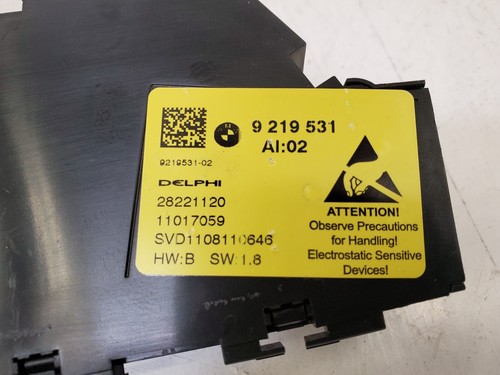 9 219 531
AI:02
9219531-02
DELPHI
28221120
11017059
SVD1108110646
HW:B SW:1.8
ATTENTION!
Observe Precautions
for Handling!
Electrostatic Sensitive
Devices!